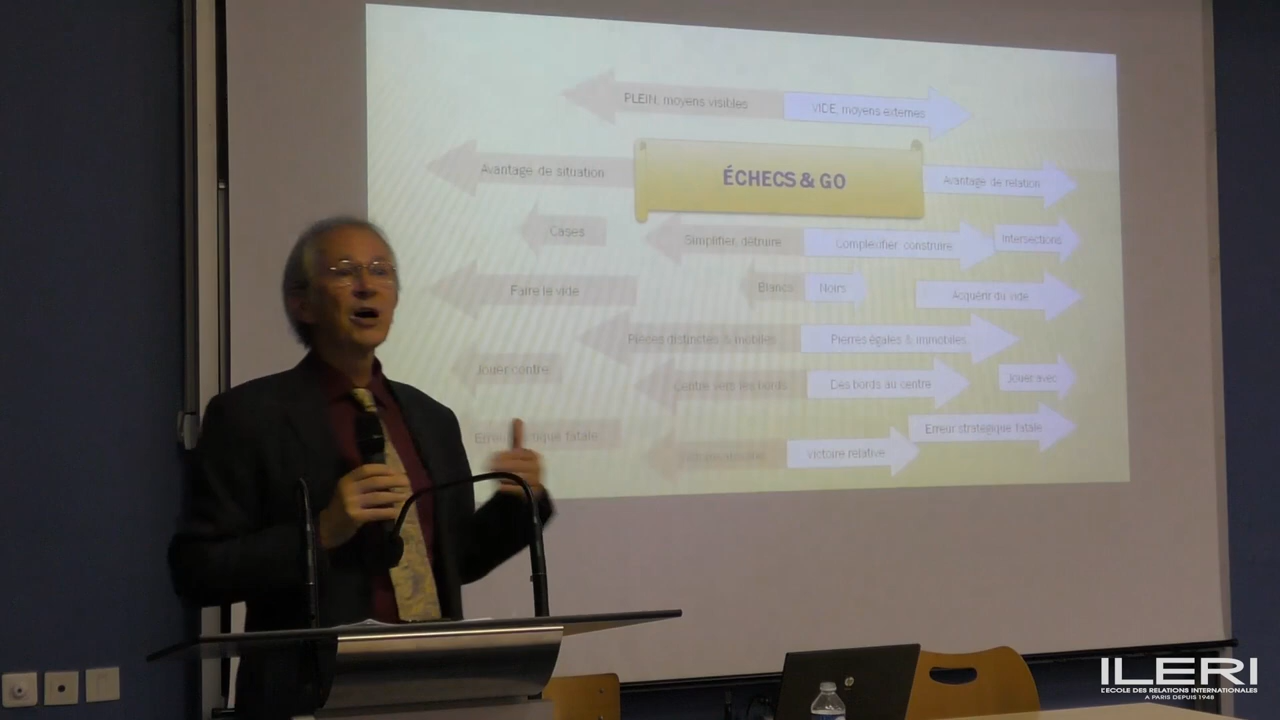 PLEIN, moyens visibles
VIDE, moyens externes
Avantage de situation
ÉCHECS & GO
Avantage de relation
Cases
Simplifier, détruire
Complexifier, construire
Intersections
Faire le vide
Blancs
Noirs
Acquérir du vide
Pièces distinctes & mobiles
Pierres égales & immobiles
Jouer contre
Centre vers les bords
Des bords au centre
Jouer avec
fatale
Erreur stratégique fatale
Victoire relative
hp
ILERI
L'ECOLE DES RELATIONS INTERNATIONALES
A PARIS DEPUIS 1948